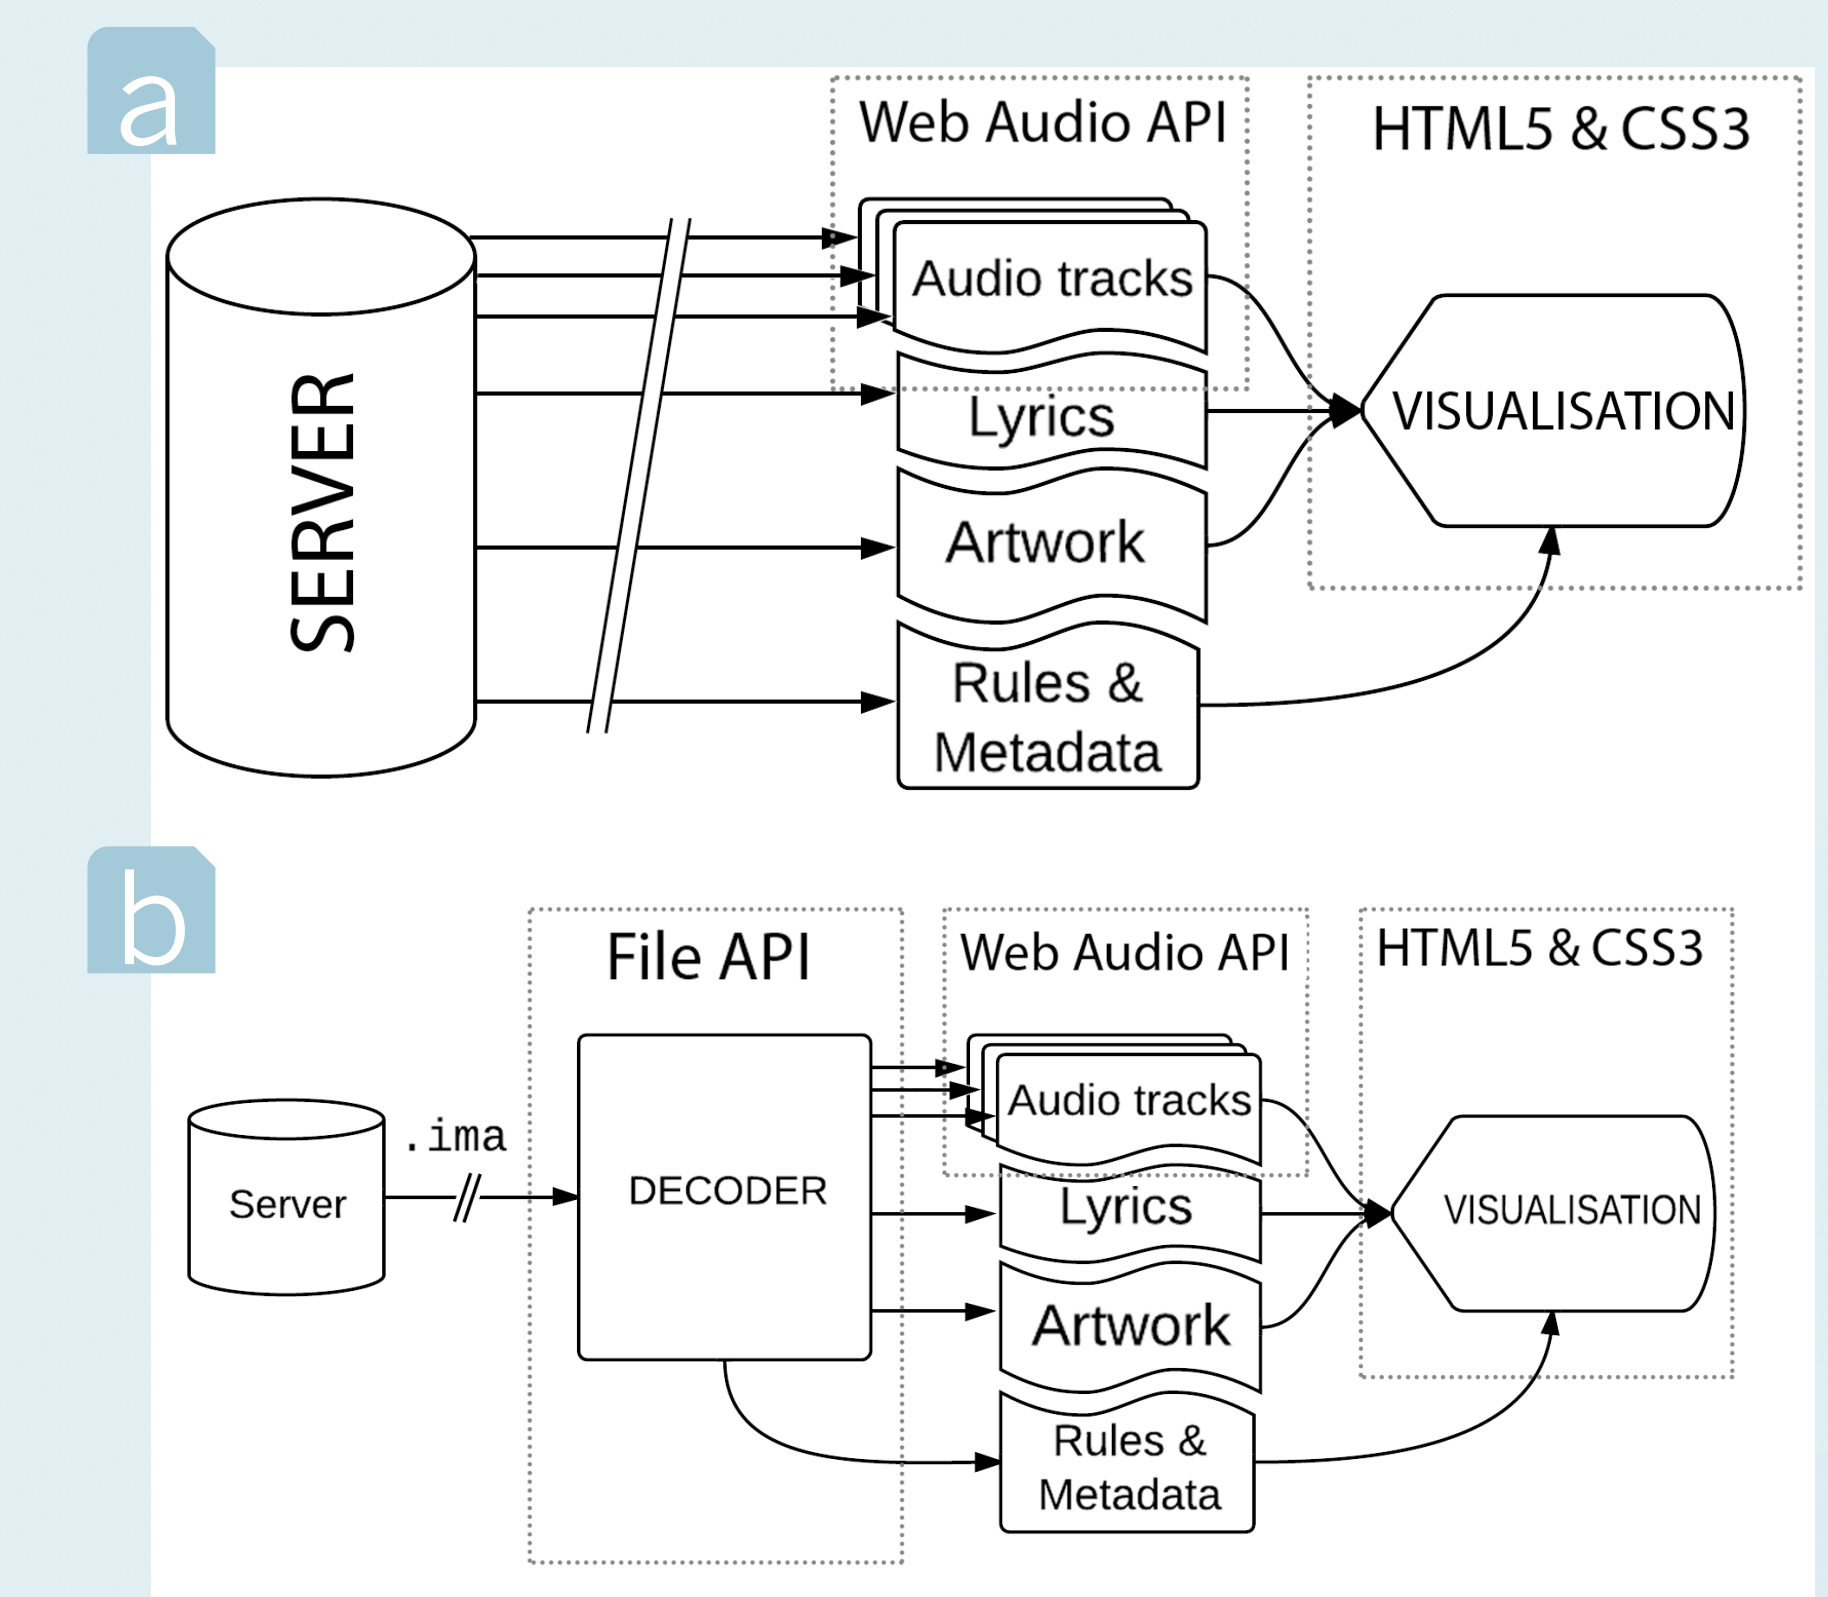 a
Web Audio API
HTML5 & CSS3
SERVER
Audio tracks
Lyrics
Artwork
Rules &
Metadata
VISUALISATION
b
File API
Web Audio API
HTML5 & CSS3
Server
.ima
DECODER
Audio tracks
Lyrics
Artwork
Rules &
Metadata
VISUALISATION